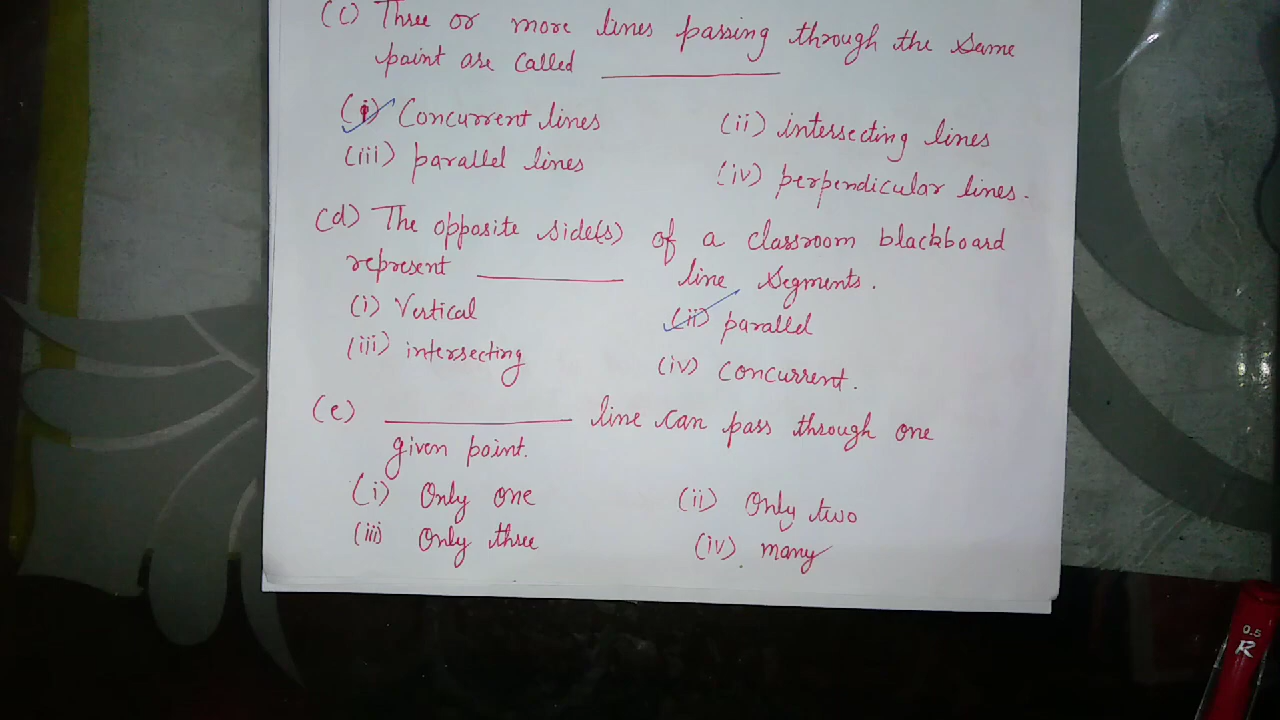 (c) Three or more lines passing through the same
point are called ____________
(i) Concurrent lines (ii) intersecting lines
(iii) parallel lines (iv) perpendicular lines.
(d) The opposite side(s) of a classroom blackboard
represent __________ line segments.
(i) Vertical (ii) parallel
(iii) intersecting (iv) concurrent.
(e) ____________ line can pass through one
given point.
(i) Only one (ii) Only two
(iii) Only three (iv) many
0.5
R